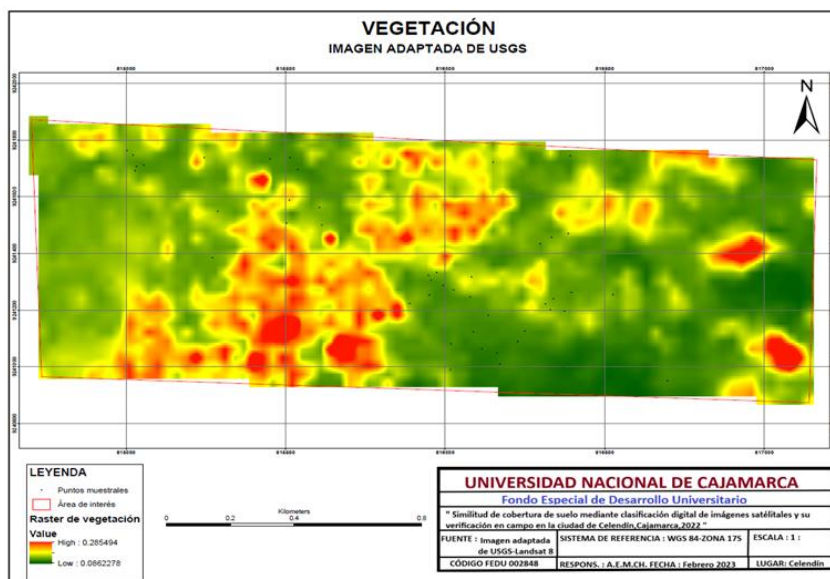 VEGETACIÓN
IMAGEN ADAPTADA DE USGS
N
LEYENDA
Puntos muestrales
Área de interés
Raster de vegetación
Value
High : 0.285494
Low : 0.0862278
Kilometers
0 0.2 0.4 0.8
UNIVERSIDAD NACIONAL DE CAJAMARCA
Fondo Especial de Desarrollo Universitario
" Similitud de cobertura de suelo mediante clasificación digital de imagenes satélitales y su
verificación en campo en la ciudad de Celendín,Cajamarca,2022 "
FUENTE : Imagen adaptada
de USGS-Landsat 8
SISTEMA DE REFERENCIA : WGS 84-ZONA 17S
ESCALA : 1 :
CÓDIGO FEDU 002848
RESPONS. : A.E.M.CH. FECHA : Febrero 2023
LUGAR: Celendín